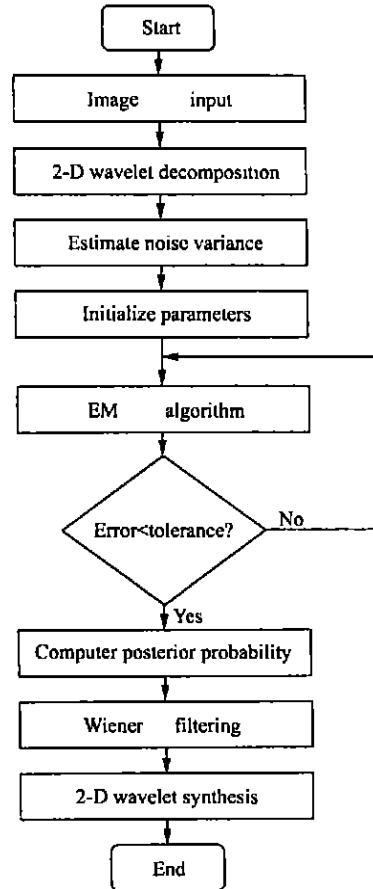 Start
Image input
2-D wavelet decomposition
Estimate noise variance
Initialize parameters
EM algorithm
Error<tolerance?
No
Yes
Computer posterior probability
Wiener filtering
2-D wavelet synthesis
End